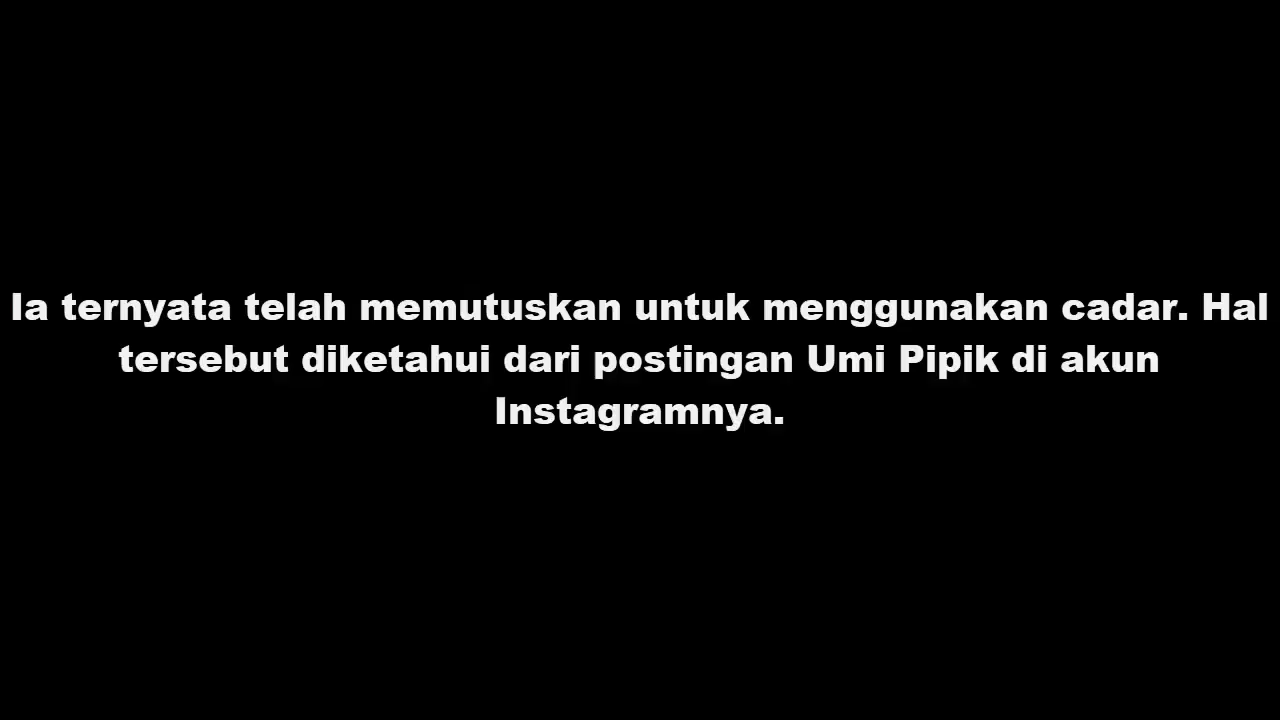 Ia ternyata telah memutuskan untuk menggunakan cadar. Hal
tersebut diketahui dari postingan Umi Pipik di akun
Instagramnya.